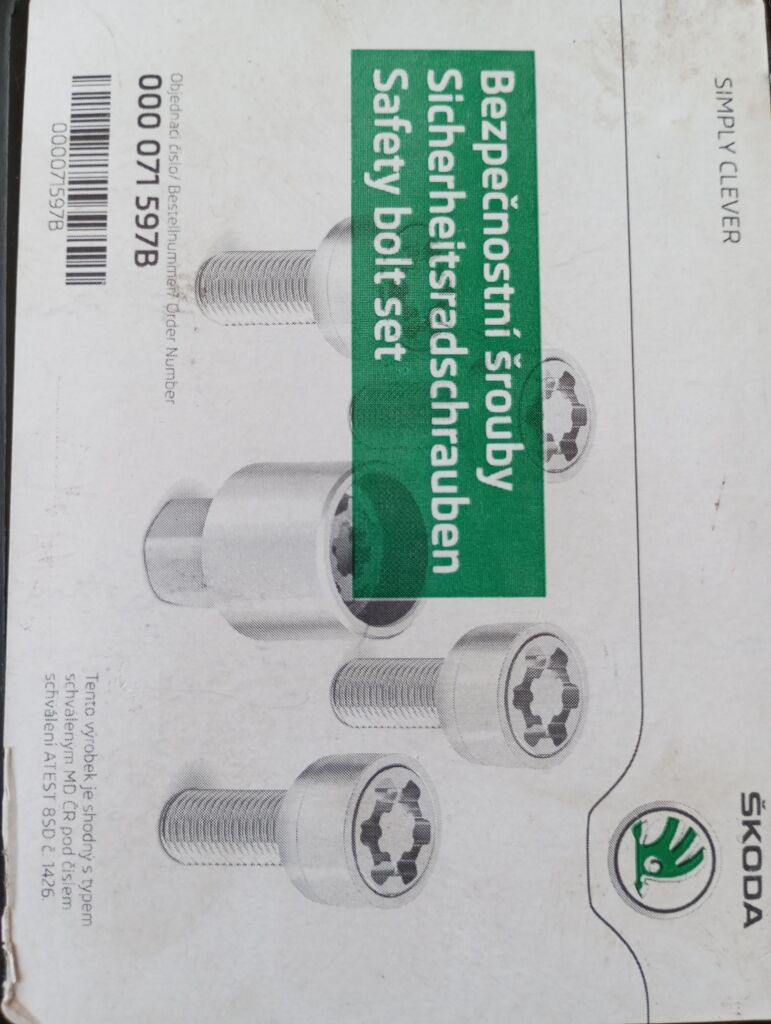 SIMPLY CLEVER
ŠKODA
Bezpečnostní šrouby
Sicherheitsradschrauben
Safety bolt set
Objednací číslo/ Bestellnummer/ Order Number
000 071 597B
000071597B
Tento výrobek je shodný s typem
schváleným MD ČR pod číslem
schválení ATEST 8SD č. 1426.